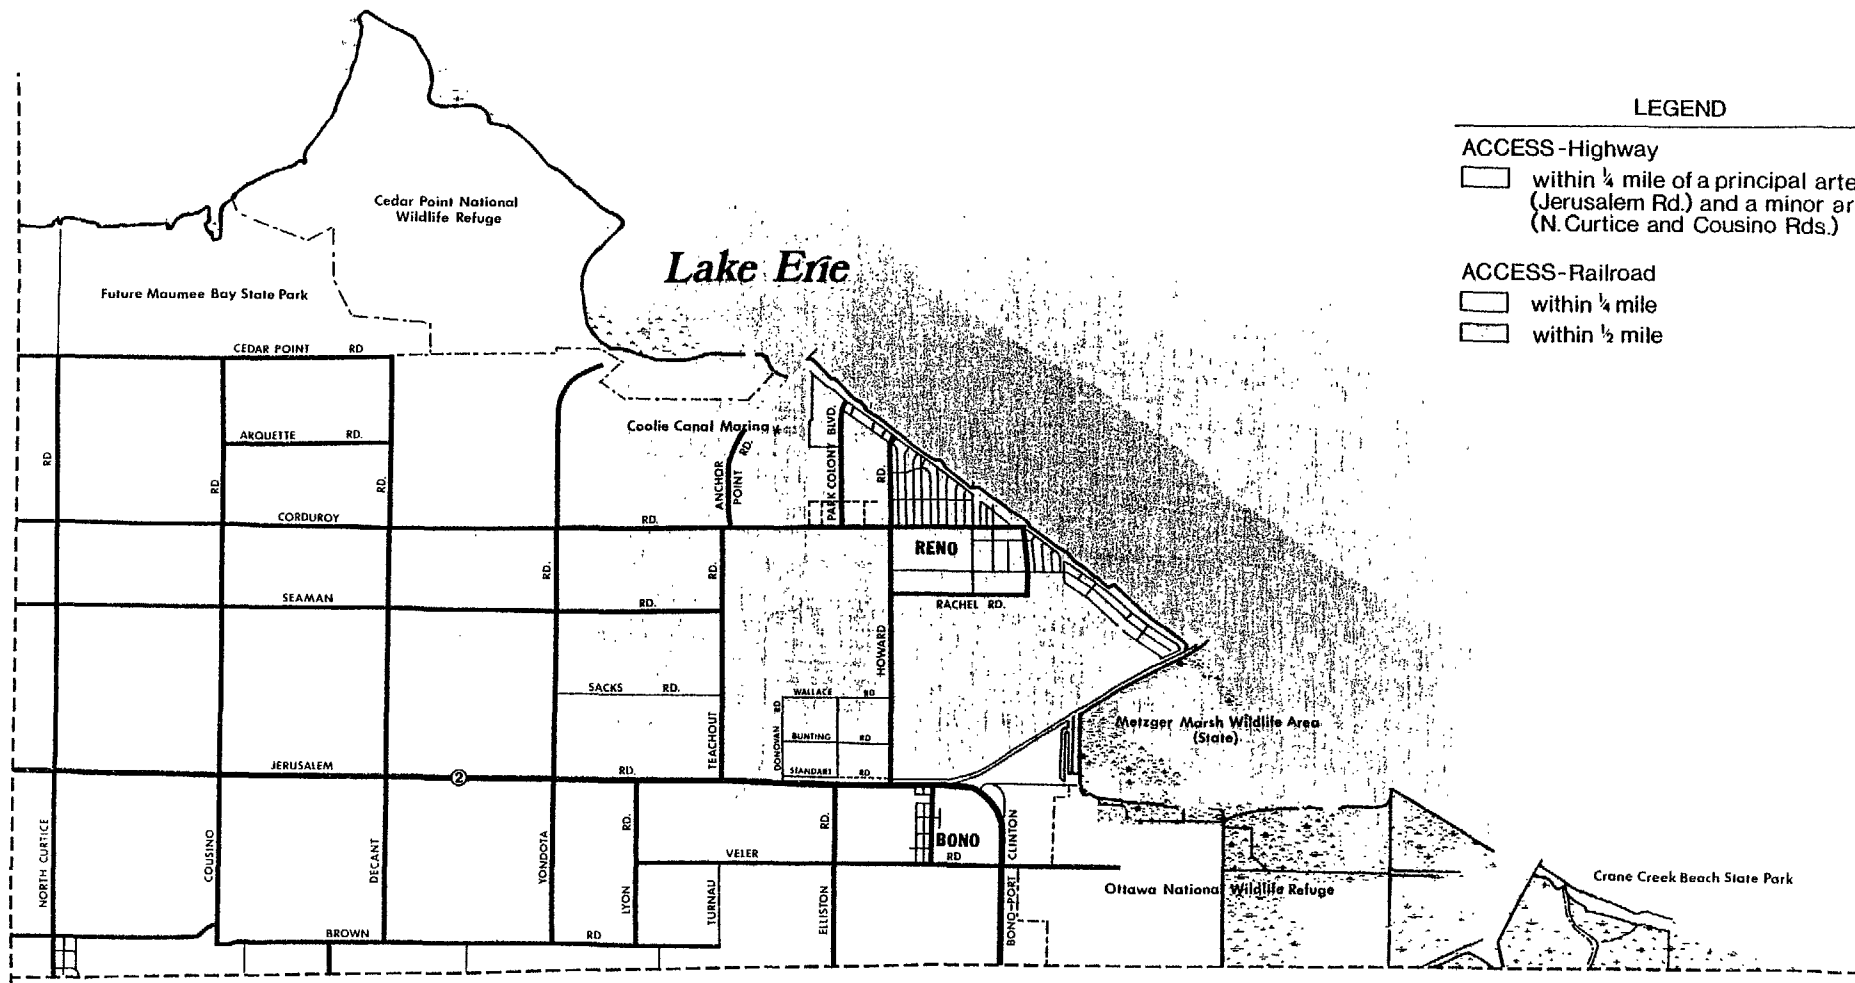 LEGEND
ACCESS-Highway
within ¼ mile of a principal arte
(Jerusalem Rd.) and a minor ar
(N. Curtice and Cousino Rds.)
ACCESS-Railroad
within ¼ mile
within ½ mile
Cedar Point National
Wildlife Refuge
Lake Erie
Future Maumee Bay State Park
CEDAR POINT RD
Coolie Canal Marina
ARQUETTE RD.
RD
RD.
RD.
ANCHOR
POINT
RD.
PARK COLONY BLVD.
RD.
CORDUROY RD.
RENO
RD.
RD.
SEAMAN RD.
RACHEL RD.
HOWARD
SACKS RD.
WALLACE RD
DONOVAN RD
BUNTING RD
STANDART RD
TEACHOUT
Metzger Marsh Wildlife Area
(State)
JERUSALEM 2 RD.
NORTH CURTICE
COUSINO
DECANT
YONDOTA
LYON RD.
TURNAU
ELLISTON RD.
BONO
VELER RD
BONO-PORT CLINTON
Ottawa National Wildlife Refuge
Crane Creek Beach State Park
BROWN RD